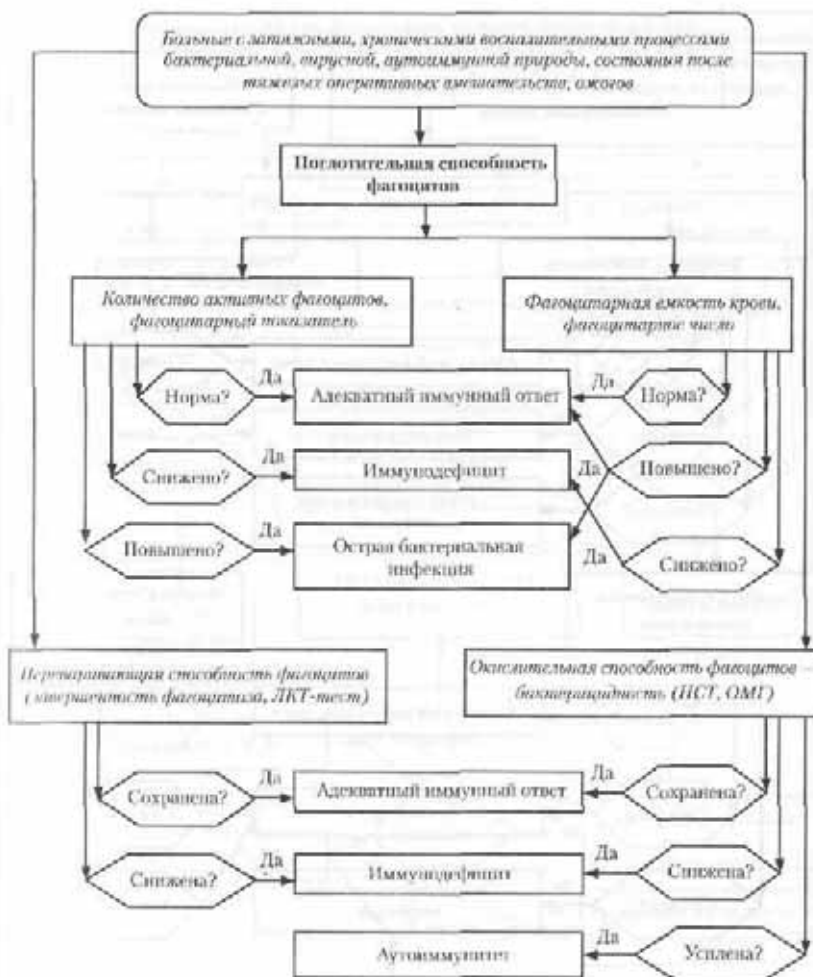 Больные с затяжными, хроническими воспалительными процессами
бактериальной, вирусной, аутоиммунной природы, состояния после
тяжелых оперативных вмешательств, ожогов
Поглотительная способность
фагоцитов
Количество активных фагоцитов,
фагоцитарный показатель
Фагоцитарная емкость крови,
фагоцитарное число
Норма?
Да
Адекватный иммунный ответ
Да
Норма?
Снижено?
Да
Иммунодефицит
Да
Повышено?
Повышено?
Да
Острая бактериальная
инфекция
Да
Снижено?
Переваривающая способность фагоцитов
(завершенность фагоцитоза, ЛКТ-тест)
Окислительная способность фагоцитов –
бактерицидность (НСТ, ОМГ)
Сохранена?
Да
Адекватный иммунный ответ
Да
Сохранена?
Снижена?
Да
Иммунодефицит
Да
Снижена?
Аутоиммунитет
Да
Усилена?